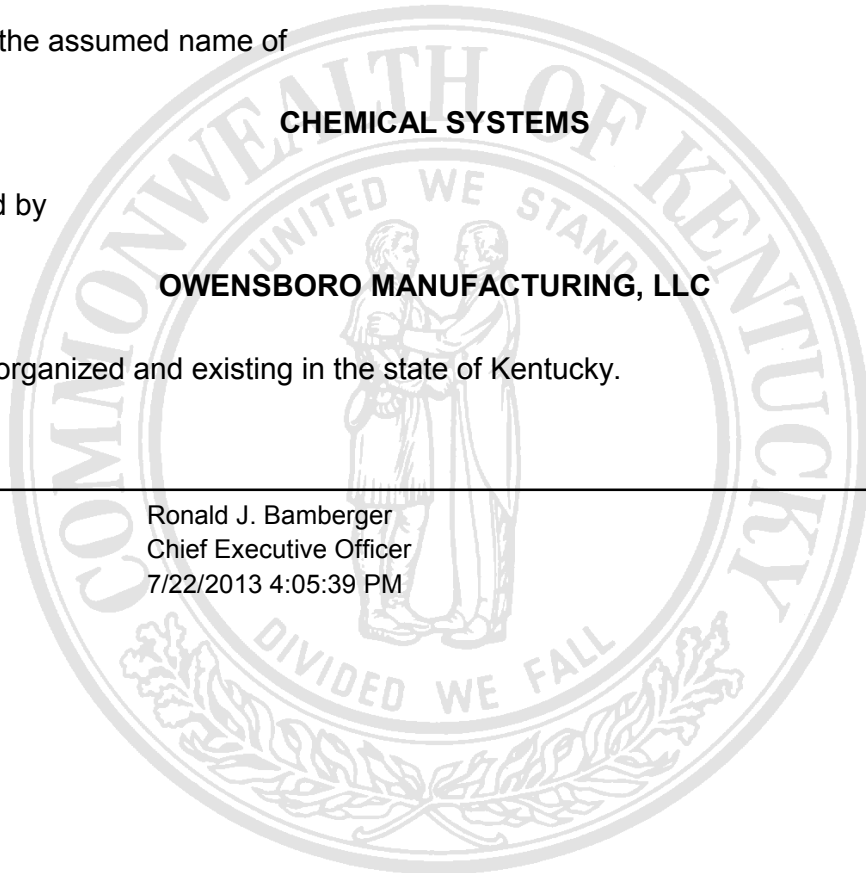 the assumed name of
CHEMICAL SYSTEMS
d by
OWENSBORO MANUFACTURING, LLC
organized and existing in the state of Kentucky.
Ronald J. Bamberger
Chief Executive Officer
7/22/2013 4:05:39 PM
COMMONWEALTH OF KENTUCKY
UNITED WE STAND
DIVIDED WE FALL